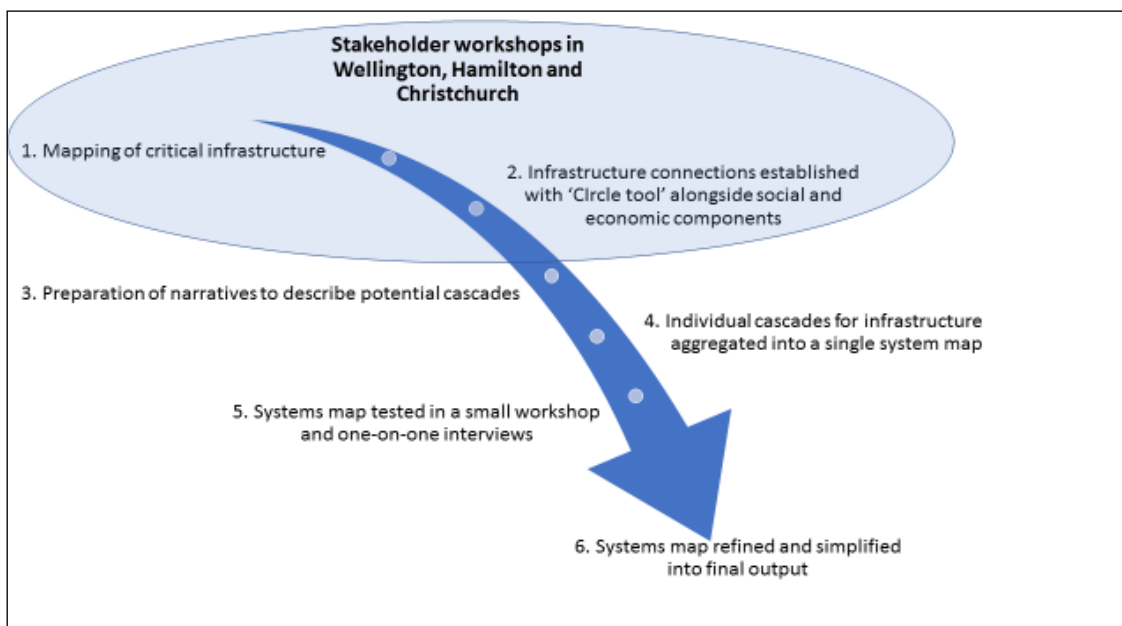 Stakeholder workshops in
Wellington, Hamilton and
Christchurch
1. Mapping of critical infrastructure
2. Infrastructure connections established
with ‘CIrcle tool’ alongside social and
economic components
3. Preparation of narratives to describe potential cascades
4. Individual cascades for infrastructure
aggregated into a single system map
5. Systems map tested in a small workshop
and one-on-one interviews
6. Systems map refined and simplified
into final output